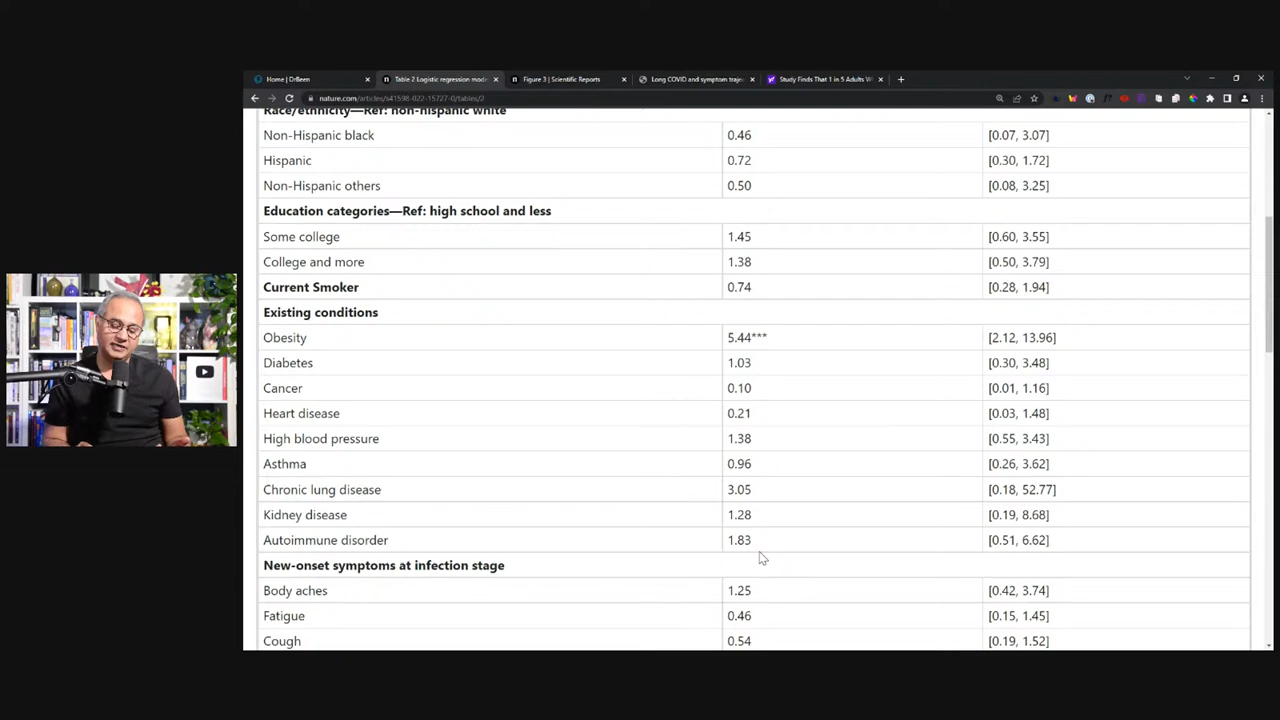 Home | DrBeen
Table 2 Logistic regression mode
Figure 3 | Scientific Reports
Long COVID and symptom traje
Study Finds That 1 in 5 Adults W
nature.com/articles/s41598-022-15727-0/tables/2
Race/ethnicity—Ref: non-hispanic white
Non-Hispanic black 0.46 [0.07, 3.07]
Hispanic 0.72 [0.30, 1.72]
Non-Hispanic others 0.50 [0.08, 3.25]
Education categories—Ref: high school and less
Some college 1.45 [0.60, 3.55]
College and more 1.38 [0.50, 3.79]
Current Smoker 0.74 [0.28, 1.94]
Existing conditions
Obesity 5.44*** [2.12, 13.96]
Diabetes 1.03 [0.30, 3.48]
Cancer 0.10 [0.01, 1.16]
Heart disease 0.21 [0.03, 1.48]
High blood pressure 1.38 [0.55, 3.43]
Asthma 0.96 [0.26, 3.62]
Chronic lung disease 3.05 [0.18, 52.77]
Kidney disease 1.28 [0.19, 8.68]
Autoimmune disorder 1.83 [0.51, 6.62]
New-onset symptoms at infection stage
Body aches 1.25 [0.42, 3.74]
Fatigue 0.46 [0.15, 1.45]
Cough 0.54 [0.19, 1.52]